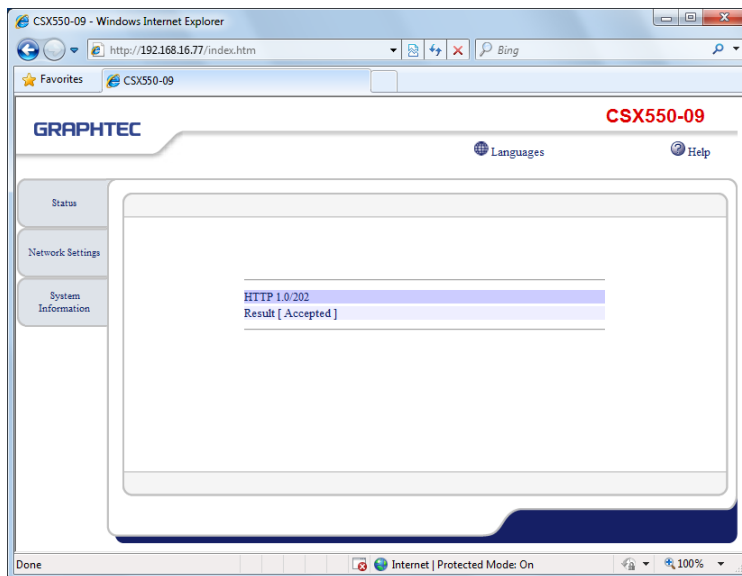 CSX550-09 - Windows Internet Explorer
http://192.168.16.77/index.htm
Bing
Favorites
CSX550-09
GRAPHTEC
CSX550-09
Languages
Help
Status
Network Settings
System
Information
HTTP 1.0/202
Result [ Accepted ]
Done
Internet | Protected Mode: On
100%